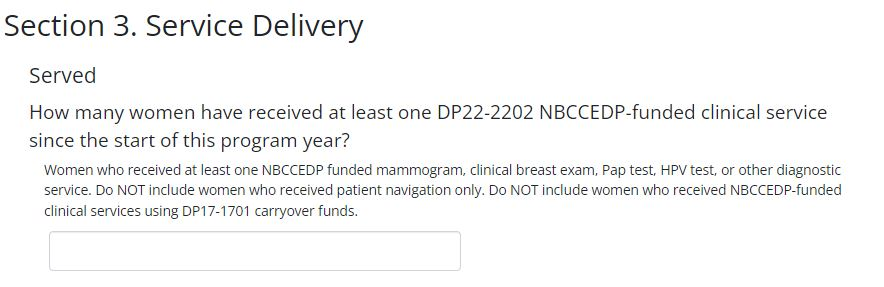 Section 3. Service Delivery
Served
How many women have received at least one DP22-2202 NBCCEDP-funded clinical service
since the start of this program year?
Women who received at least one NBCCEDP funded mammogram, clinical breast exam, Pap test, HPV test, or other diagnostic
service. Do NOT include women who received patient navigation only. Do NOT include women who received NBCCEDP-funded
clinical services using DP17-1701 carryover funds.